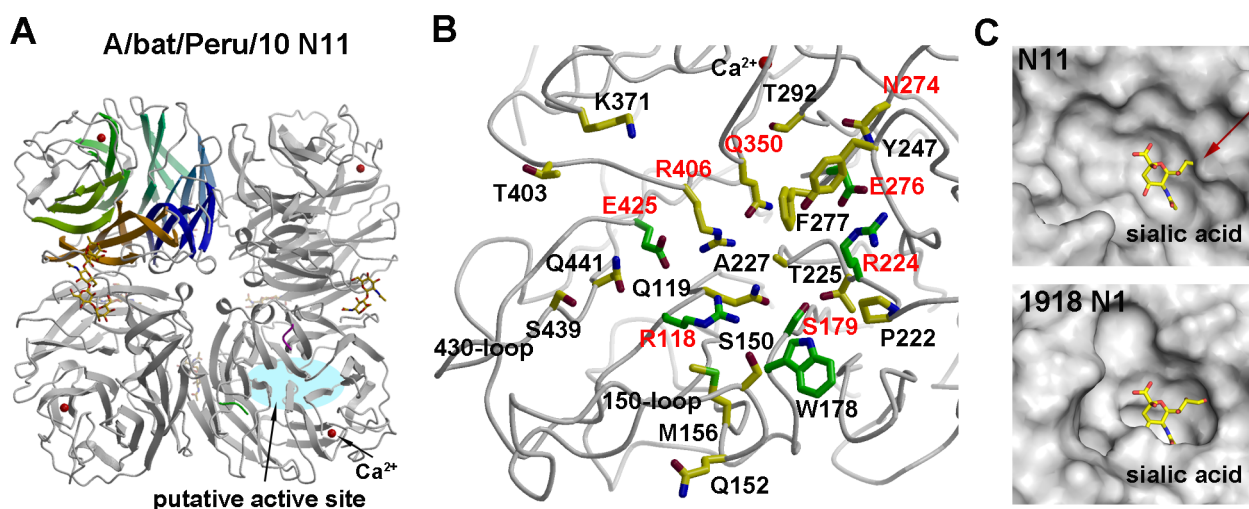 A
A/bat/Peru/10 N11
putative active site
Ca²⁺
B
Ca²⁺
K371
T292
N274
Q350
Y247
T403
R406
E276
E425
F277
Q441
A227
T225
R224
Q119
S439
R118
S150
S179
P222
430-loop
150-loop
W178
M156
Q152
C
N11
sialic acid
1918 N1
sialic acid